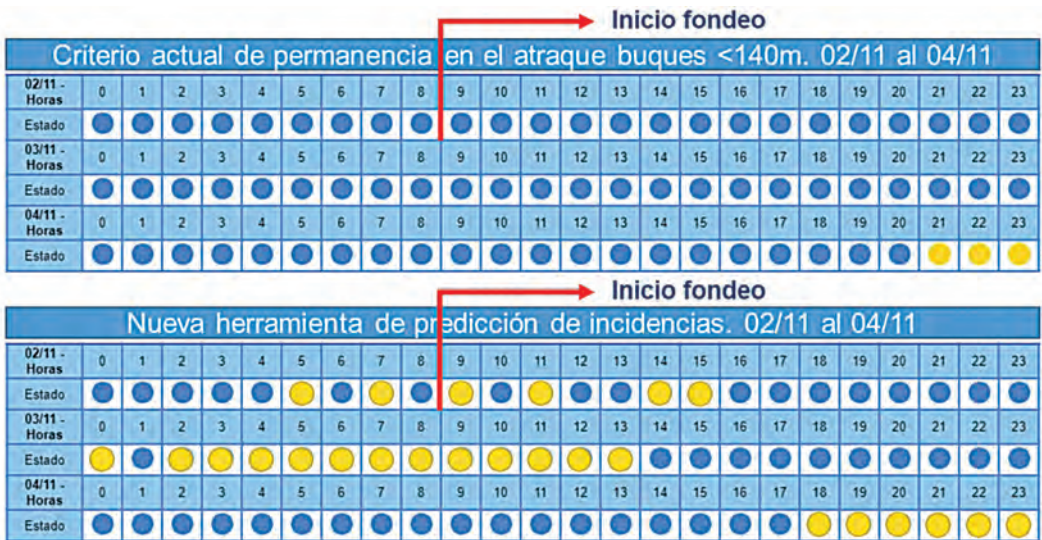 Inicio fondeo
Criterio actual de permanencia en el atraque buques <140m. 02/11 al 04/11
02/11 - Horas 0 1 2 3 4 5 6 7 8 9 10 11 12 13 14 15 16 17 18 19 20 21 22 23
Estado
03/11 - Horas 0 1 2 3 4 5 6 7 8 9 10 11 12 13 14 15 16 17 18 19 20 21 22 23
Estado
04/11 - Horas 0 1 2 3 4 5 6 7 8 9 10 11 12 13 14 15 16 17 18 19 20 21 22 23
Estado
Inicio fondeo
Nueva herramienta de predicción de incidencias. 02/11 al 04/11
02/11 - Horas 0 1 2 3 4 5 6 7 8 9 10 11 12 13 14 15 16 17 18 19 20 21 22 23
Estado
03/11 - Horas 0 1 2 3 4 5 6 7 8 9 10 11 12 13 14 15 16 17 18 19 20 21 22 23
Estado
04/11 - Horas 0 1 2 3 4 5 6 7 8 9 10 11 12 13 14 15 16 17 18 19 20 21 22 23
Estado